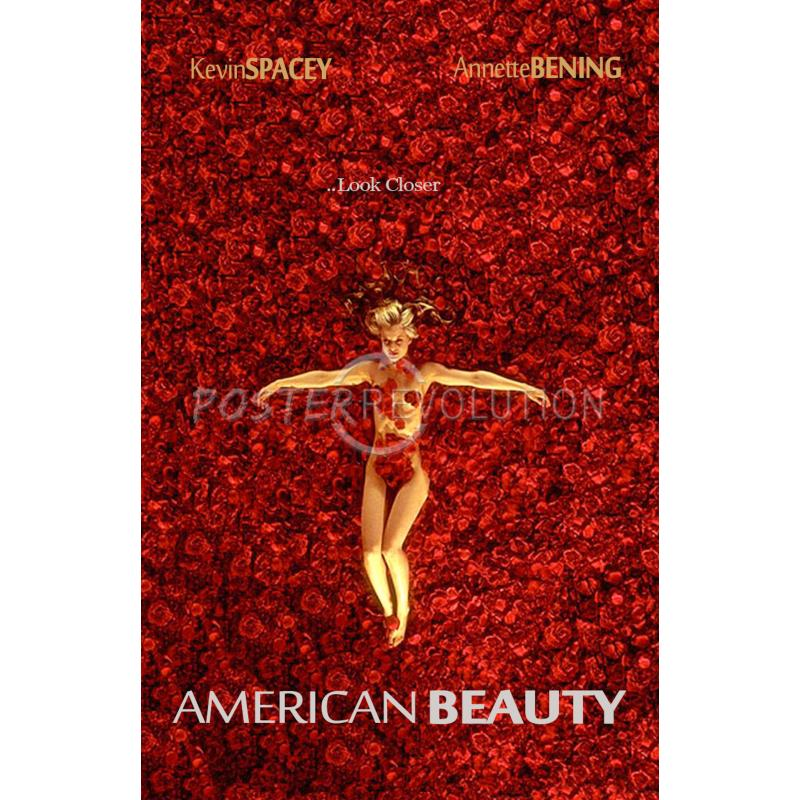 KevinSPACEY AnnetteBENING
..Look Closer
POSTERREVOLUTION
AMERICAN BEAUTY